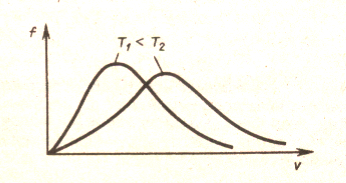 f
T₁ < T₂
v